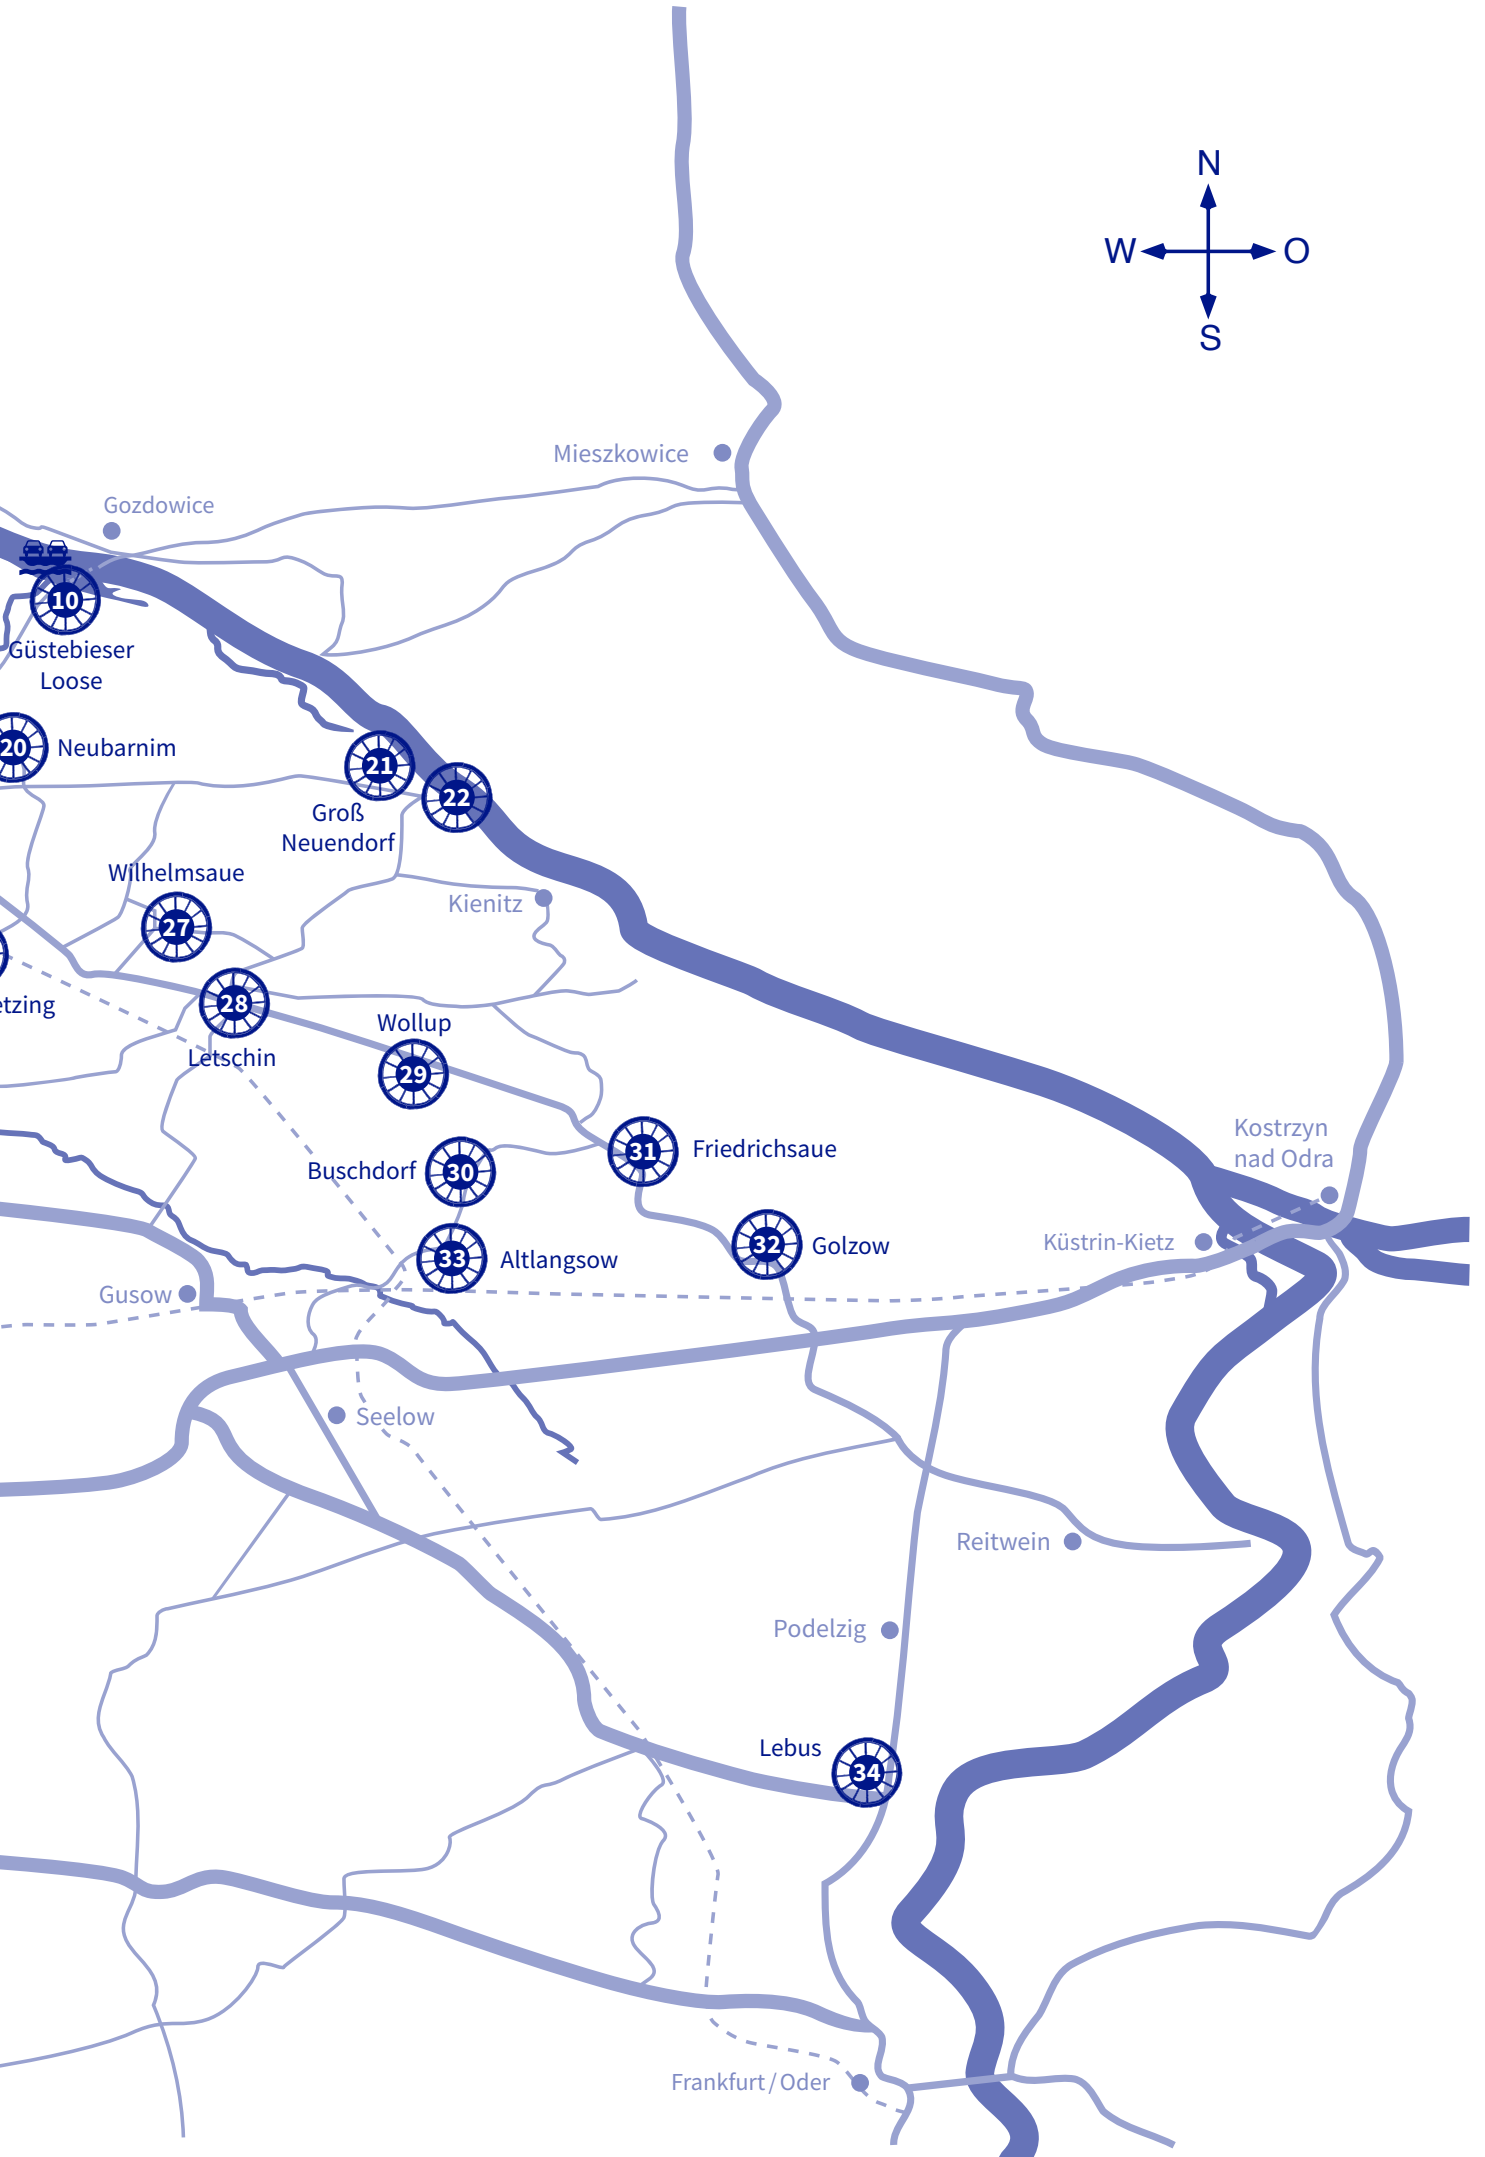 N
W
O
S
Mieszkowice
Gozdowice
10
Güstebieser
Loose
20
Neubarnim
21
22
Groß
Neuendorf
Wilhelmsaue
Kienitz
27
28
etzing
Wollup
Letschin
29
Kostrzyn
nad Odra
31
Friedrichsaue
Buschdorf
30
32
Golzow
Küstrin-Kietz
33
Altlangsow
Gusow
Seelow
Reitwein
Podelzig
Lebus
34
Frankfurt / Oder